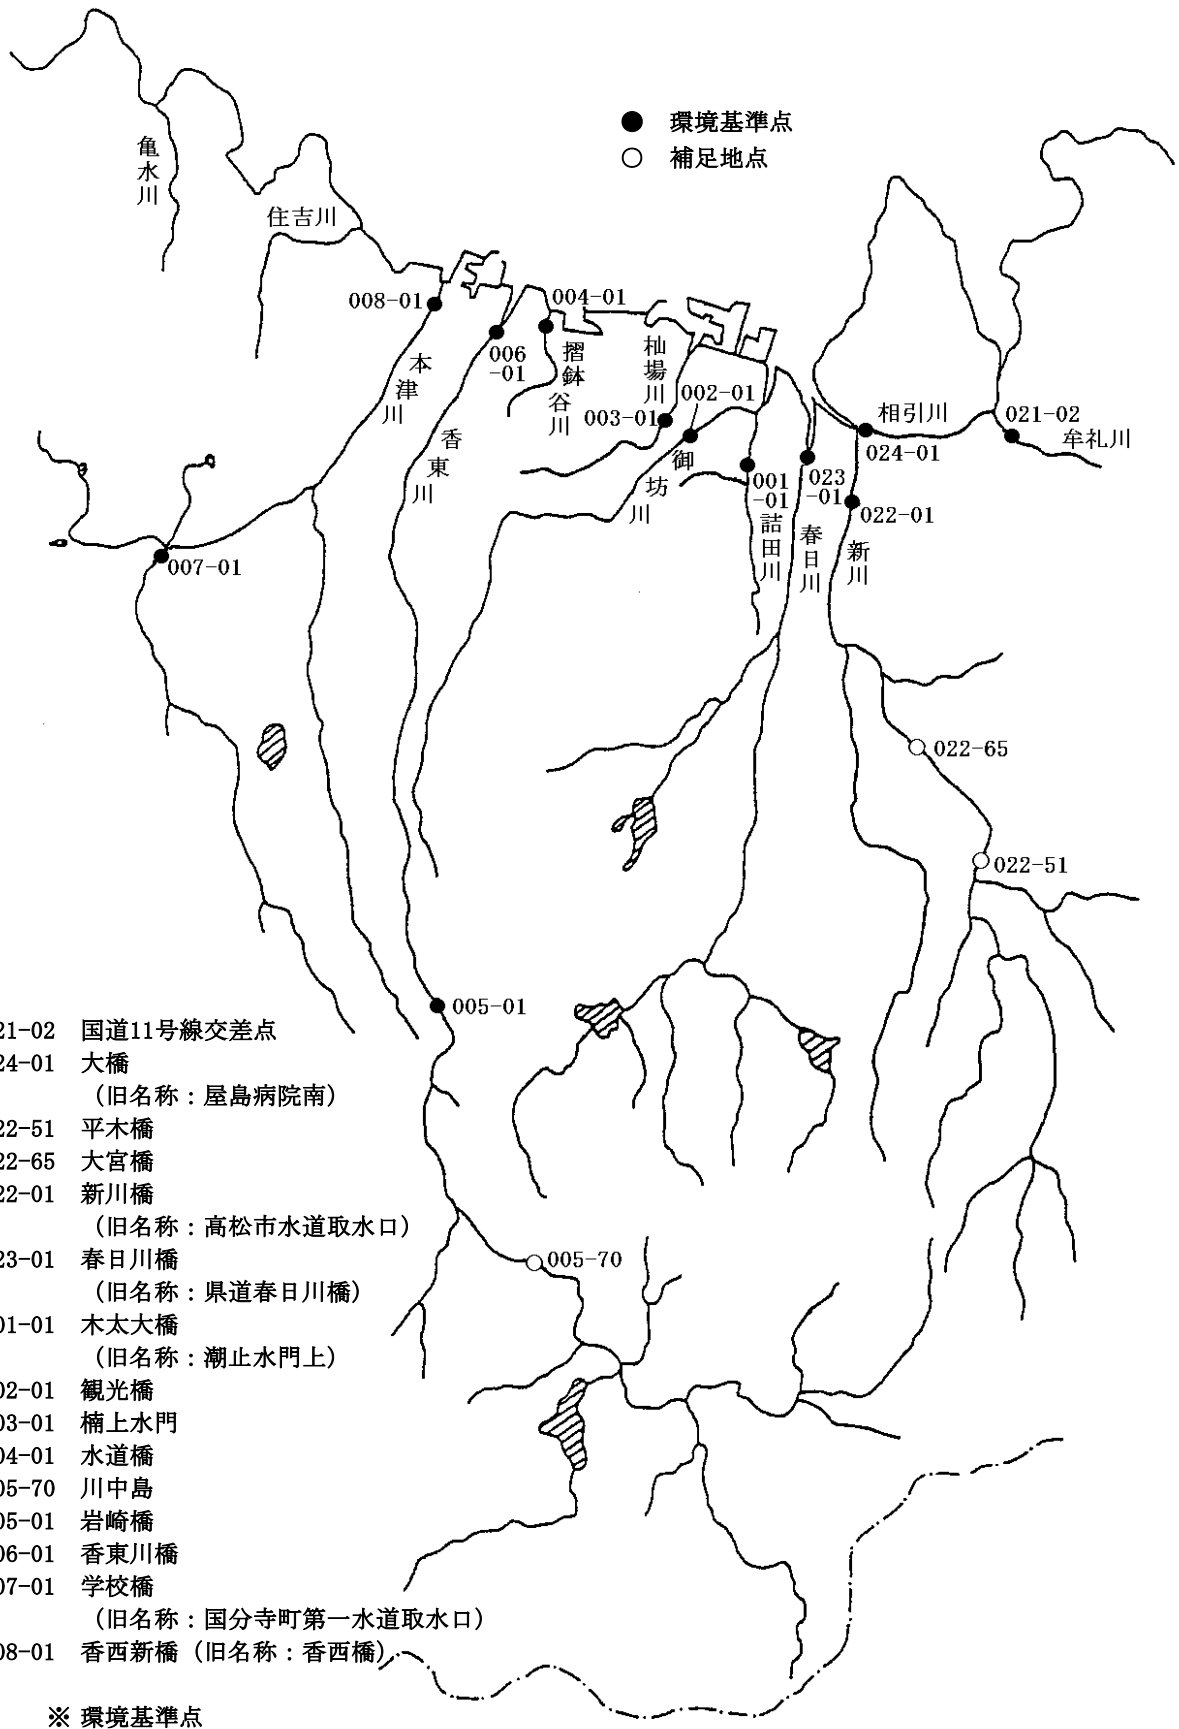 ● 環境基準点
○ 補足地点
亀水川
住吉川
008-01
004-01
006
-01
本津川
摺鉢谷川
杣場川
002-01
003-01
香東川
御坊川
相引川
021-02
牟礼川
024-01
001
-01
023
-01
022-01
詰田川
春日川
新川
007-01
022-65
022-51
005-01
005-70
21-02 国道11号線交差点
24-01 大橋
(旧名称：屋島病院南)
22-51 平木橋
22-65 大宮橋
22-01 新川橋
(旧名称：高松市水道取水口)
23-01 春日川橋
(旧名称：県道春日川橋)
01-01 木太大橋
(旧名称：潮止水門上)
02-01 観光橋
03-01 楠上水門
04-01 水道橋
05-70 川中島
05-01 岩崎橋
06-01 香東川橋
07-01 学校橋
(旧名称：国分寺町第一水道取水口)
08-01 香西新橋 (旧名称：香西橋)
※ 環境基準点